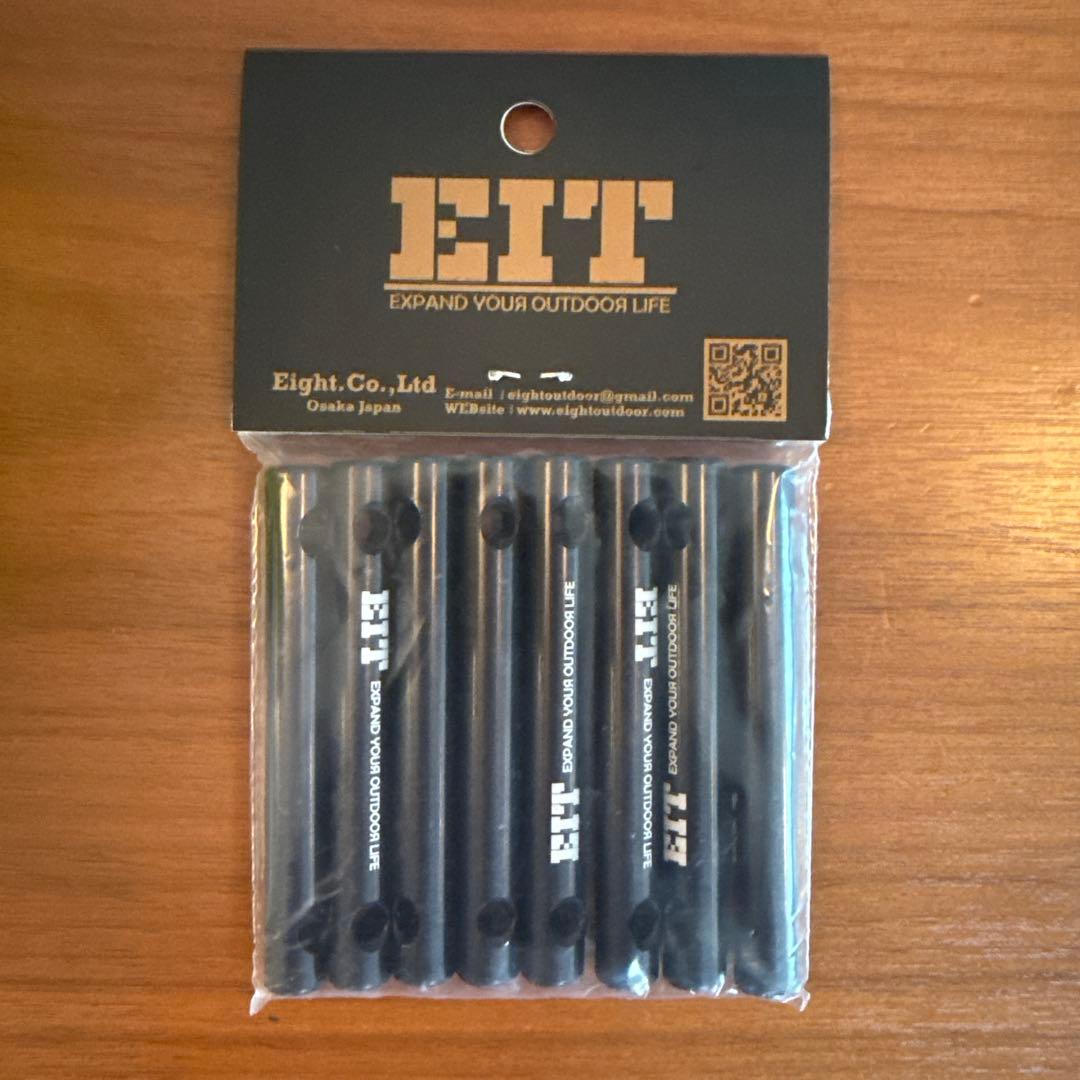 EIT
EXPAND YOUR OUTDOOR LIFE
Eight.Co.,Ltd
Osaka Japan
E-mail : eightoutdoor@gmail.com
WEBsite : www.eightoutdoor.com
EIT EXPAND YOUR OUTDOOR LIFE
EIT EXPAND YOUR OUTDOOR LIFE
EIT EXPAND YOUR OUTDOOR LIFE
EIT EXPAND YOUR OUTDOOR LIFE